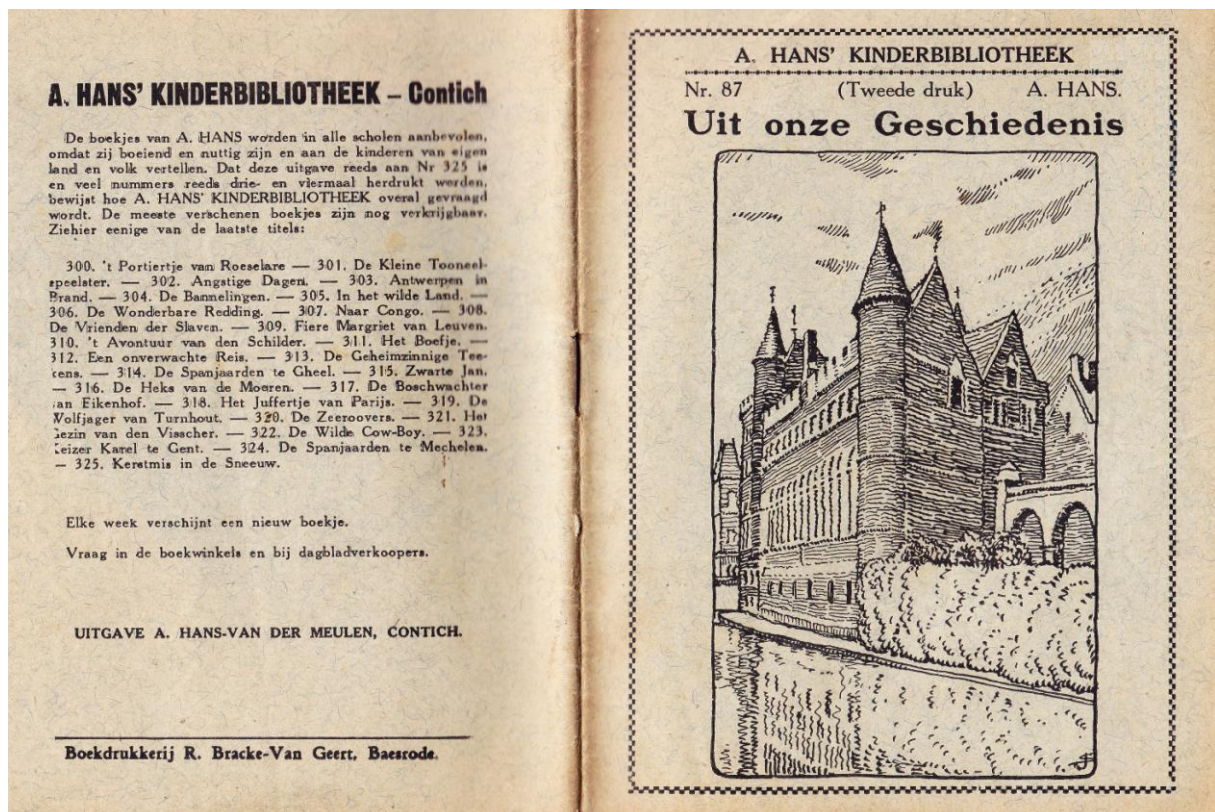 A. HANS' KINDERBIBLIOTHEEK – Contich
De boekjes van A. HANS worden in alle scholen aanbevolen,
omdat zij boeiend en nuttig zijn en aan de kinderen van eigen
land en volk vertellen. Dat deze uitgave reeds aan Nr 325 is
en veel nummers reeds drie- en viermaal herdrukt werden,
bewijst hoe A. HANS' KINDERBIBLIOTHEEK overal gevraagd
wordt. De meeste verschenen boekjes zijn nog verkrijgbaar.
Ziehier eenige van de laatste titels:
300. 't Portiertje van Roeselare — 301. De Kleine Tooneel-
speelster. — 302. Angstige Dagen. — 303. Antwerpen in
Brand. — 304. De Bannelingen. — 305. In het wilde Land. —
306. De Wonderbare Redding. — 307. Naar Congo. — 308.
De Vrienden der Slaven. — 309. Fiere Margriet van Leuven.
310. 't Avontuur van den Schilder. — 311. Het Boefje. —
312. Een onverwachte Reis. — 313. De Geheimzinnige Tee-
kens. — 314. De Spanjaarden te Gheel. — 315. Zwarte Jan.
— 316. De Heks van de Moeren. — 317. De Boschwachter
an Eikenhof. — 318. Het Juffertje van Parijs. — 319. De
Wolfjager van Turnhout. — 320. De Zeeroovers. — 321. Het
ezin van den Visscher. — 322. De Wilde Cow-Boy. — 323.
eizer Karel te Gent. — 324. De Spanjaarden te Mechelen.
— 325. Kerstmis in de Sneeuw.
Elke week verschijnt een nieuw boekje.
Vraag in de boekwinkels en bij dagbladverkoopers.
UITGAVE A. HANS-VAN DER MEULEN, CONTICH.
Boekdrukkerij R. Bracke-Van Geert, Baesrode.
A. HANS' KINDERBIBLIOTHEEK
Nr. 87 (Tweede druk) A. HANS.
Uit onze Geschiedenis